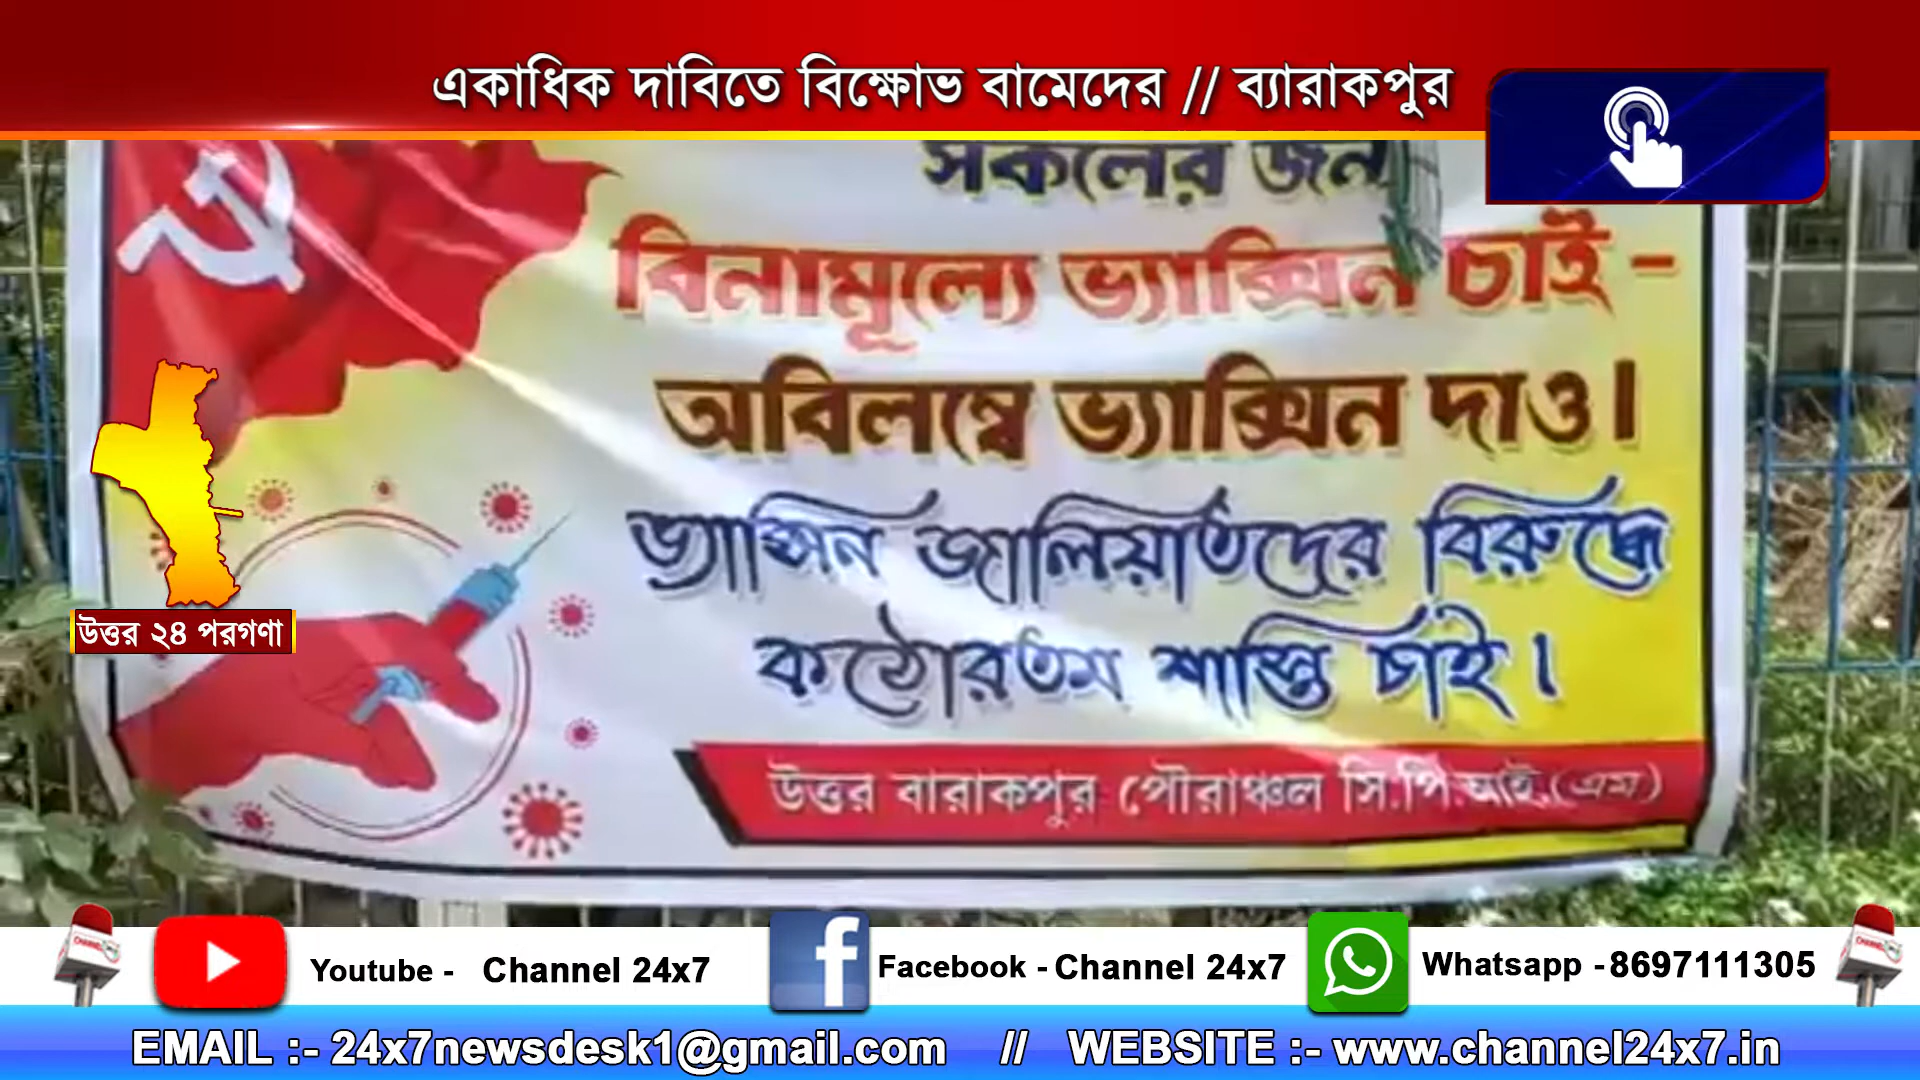 একাধিক দাবিতে বিক্ষোভ বামেদের // ব্যারাকপুর
সকলের জন্য
বিনামূল্যে ভ্যাক্সিন চাই -
অবিলম্বে ভ্যাক্সিন দাও।
ভ্যাক্সিন জালিয়াতদের বিরুদ্ধে
কঠোরতম শাস্তি চাই।
উত্তর ২৪ পরগণা
উত্তর বারাকপুর পৌরাঞ্চল সি.পি.আই.(এম)
Youtube - Channel 24x7
Facebook - Channel 24x7
Whatsapp - 8697111305
EMAIL :- 24x7newsdesk1@gmail.com // WEBSITE :- www.channel24x7.in